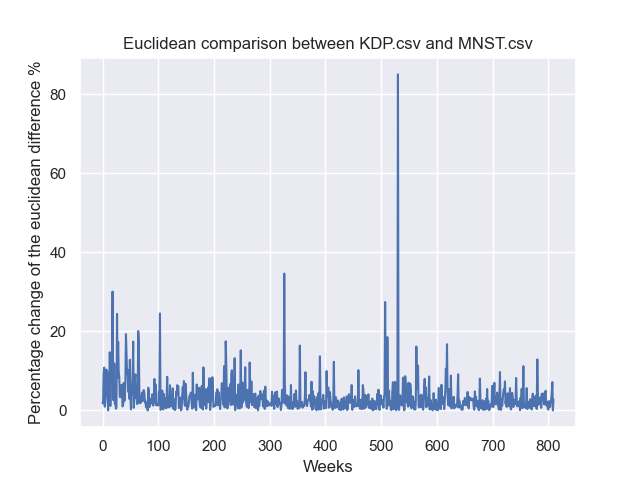 Euclidean comparison between KDP.csv and MNST.csv
Percentage change of the euclidean difference %
80
60
40
20
0
0 100 200 300 400 500 600 700 800
Weeks